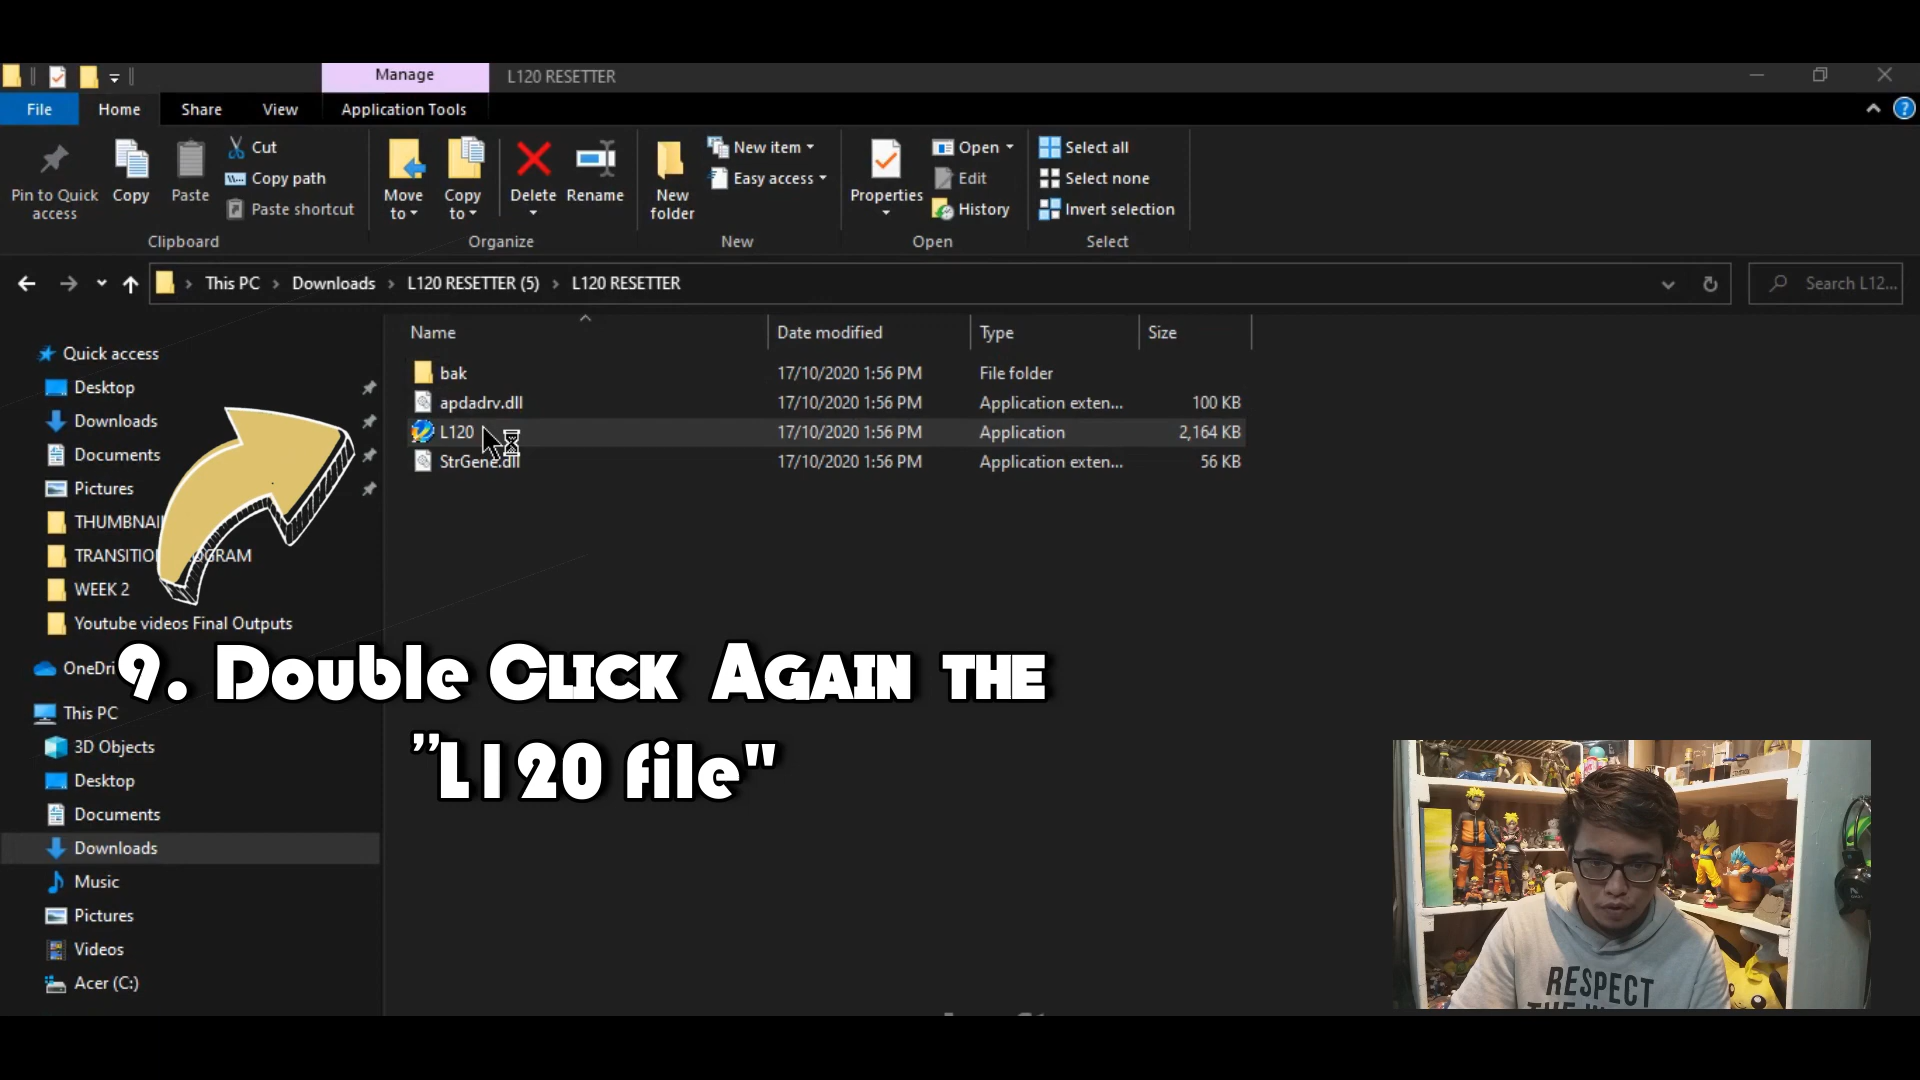 Manage
L120 RESETTER
File
Home
Share
View
Application Tools
Pin to Quick access
Copy
Paste
Cut
Copy path
Paste shortcut
Clipboard
Move to
Copy to
Delete
Rename
Organize
New folder
New item
Easy access
New
Properties
Open
Edit
History
Open
Select all
Select none
Invert selection
Select
This PC > Downloads > L120 RESETTER (5) > L120 RESETTER
Search L12...
Name Date modified Type Size
bak 17/10/2020 1:56 PM File folder
apdadrv.dll 17/10/2020 1:56 PM Application exten... 100 KB
L120 17/10/2020 1:56 PM Application 2,164 KB
StrGene.dll 17/10/2020 1:56 PM Application exten... 56 KB
Quick access
Desktop
Downloads
Documents
Pictures
THUMBNAI
TRANSITIO OGRAM
WEEK 2
Youtube videos Final Outputs
OneDri
This PC
3D Objects
Desktop
Documents
Downloads
Music
Pictures
Videos
Acer (C:)
9. Double Click Again the
"L120 file"
RESPECT